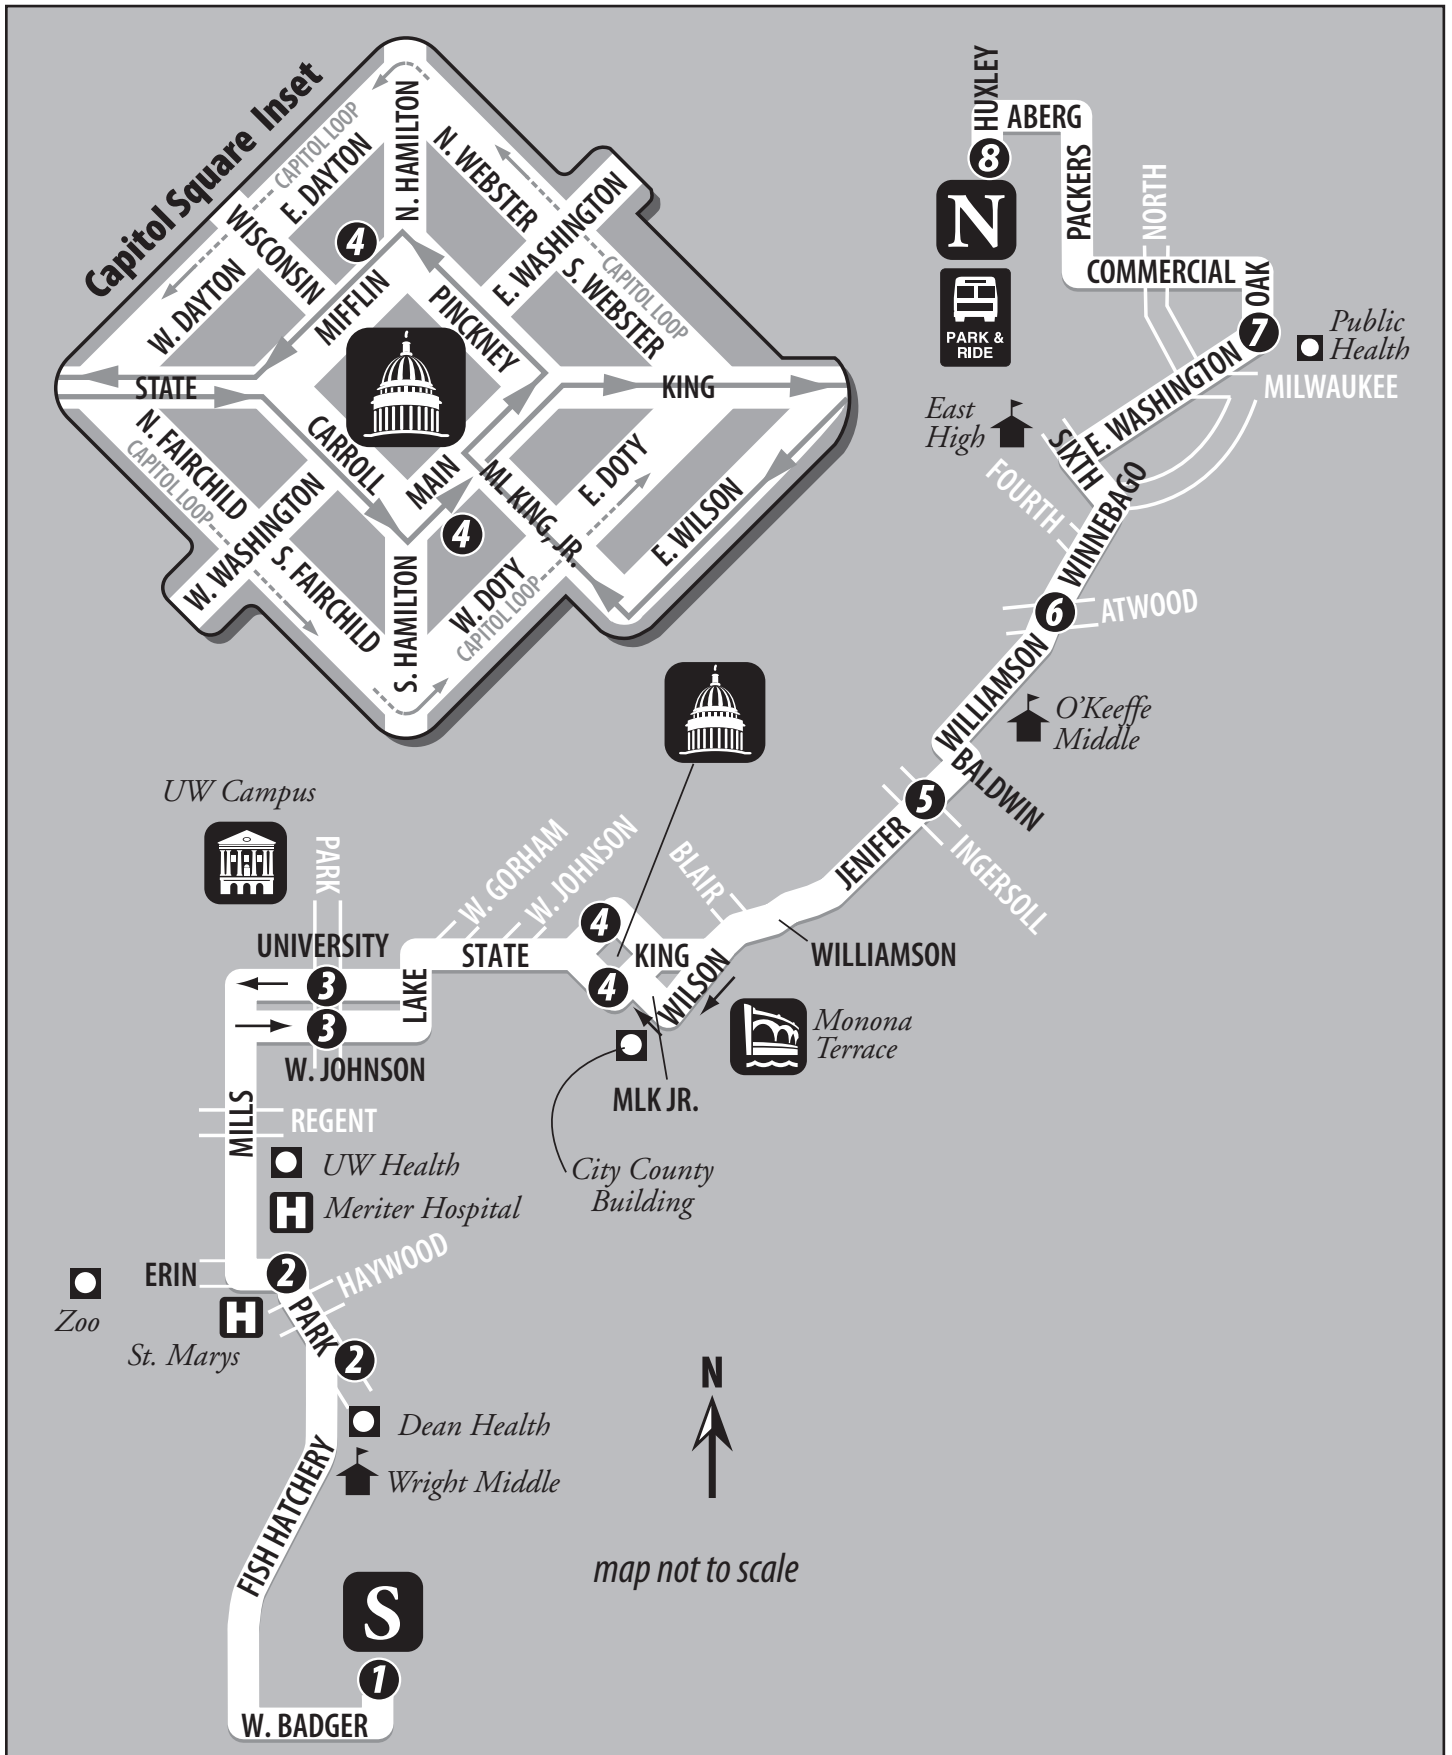 Capitol Square Inset
CAPITOL LOOP
E. DAYTON
N. HAMILTON
N. WEBSTER
E. WASHINGTON
WISCONSIN
4
W. DAYTON
MIFFLIN
PINCKNEY
S. WEBSTER
CAPITOL LOOP
STATE
KING
N. FAIRCHILD
CAPITOL LOOP
CARROLL
MAIN
ML KING, JR.
E. DOTY
E. WILSON
W. WASHINGTON
4
S. FAIRCHILD
S. HAMILTON
W. DOTY
CAPITOL LOOP
HUXLEY
ABERG
8
N
PARK &
RIDE
PACKERS
NORTH
COMMERCIAL
OAK
7
Public
Health
MILWAUKEE
E. WASHINGTON
East
High
SIXTH
FOURTH
WINNEBAGO
6
ATWOOD
WILLIAMSON
O'Keeffe
Middle
BALDWIN
5
INGERSOLL
JENIFER
WILLIAMSON
BLAIR
UW Campus
PARK
W. GORHAM
W. JOHNSON
UNIVERSITY
3
3
W. JOHNSON
LAKE
STATE
4
4
KING
WILSON
Monona
Terrace
MLK JR.
City County
Building
MILLS
REGENT
UW Health
H
Meriter Hospital
ERIN
2
HAYWOOD
Zoo
H
St. Marys
PARK
2
Dean Health
Wright Middle
FISH HATCHERY
N
map not to scale
S
1
W. BADGER